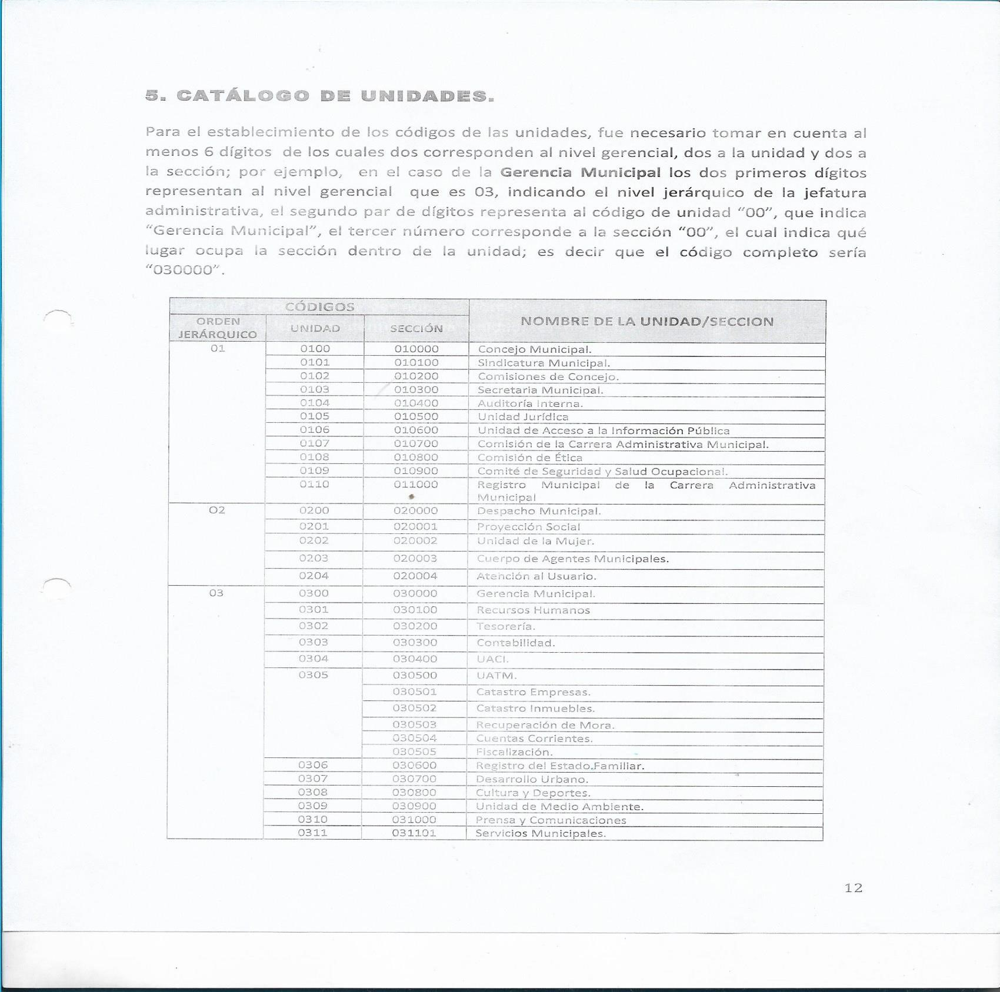 5. CATÁLOGO DE UNIDADES.
Para el establecimiento de los códigos de las unidades, fue necesario tomar en cuenta al
menos 6 dígitos de los cuales dos corresponden al nivel gerencial, dos a la unidad y dos a
la sección; por ejemplo, en el caso de la Gerencia Municipal los dos primeros dígitos
representan al nivel gerencial que es 03, indicando el nivel jerárquico de la jefatura
administrativa, el segundo par de dígitos representa al código de unidad “00”, que indica
“Gerencia Municipal”, el tercer número corresponde a la sección “00”, el cual indica qué
lugar ocupa la sección dentro de la unidad; es decir que el código completo sería
“030000”.
CÓDIGOS NOMBRE DE LA UNIDAD/SECCION
ORDEN JERÁRQUICO UNIDAD SECCIÓN
01 0100 010000 Concejo Municipal.
0101 010100 Sindicatura Municipal.
0102 010200 Comisiones de Concejo.
0103 010300 Secretaria Municipal.
0104 010400 Auditoría Interna.
0105 010500 Unidad Jurídica
0106 010600 Unidad de Acceso a la Información Pública
0107 010700 Comisión de la Carrera Administrativa Municipal.
0108 010800 Comisión de Ética
0109 010900 Comité de Seguridad y Salud Ocupacional.
0110 011000 Registro Municipal de la Carrera Administrativa
Municipal
02 0200 020000 Despacho Municipal.
0201 020001 Proyección Social
0202 020002 Unidad de la Mujer.
0203 020003 Cuerpo de Agentes Municipales.
0204 020004 Atención al Usuario.
03 0300 030000 Gerencia Municipal.
0301 030100 Recursos Humanos
0302 030200 Tesorería.
0303 030300 Contabilidad.
0304 030400 UACI.
0305 030500 UATM.
030501 Catastro Empresas.
030502 Catastro Inmuebles.
030503 Recuperación de Mora.
030504 Cuentas Corrientes.
030505 Fiscalización.
0306 030600 Registro del Estado.Familiar.
0307 030700 Desarrollo Urbano.
0308 030800 Cultura y Deportes.
0309 030900 Unidad de Medio Ambiente.
0310 031000 Prensa y Comunicaciones
0311 031101 Servicios Municipales.
12